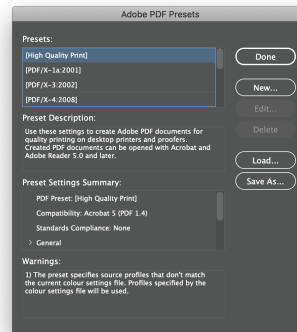 Adobe PDF Presets
Presets:
[High Quality Print]
[PDF/X-1a:2001]
[PDF/X-3:2002]
[PDF/X-4:2008]
Done
New...
Edit...
Delete
Load...
Save As...
Preset Description:
Use these settings to create Adobe PDF documents for
quality printing on desktop printers and proofers.
Created PDF documents can be opened with Acrobat and
Adobe Reader 5.0 and later.
Preset Settings Summary:
PDF Preset: [High Quality Print]
Compatibility: Acrobat 5 (PDF 1.4)
Standards Compliance: None
> General
Warnings:
1) The preset specifies source profiles that don't match
the current colour settings file. Profiles specified by the
colour settings file will be used.